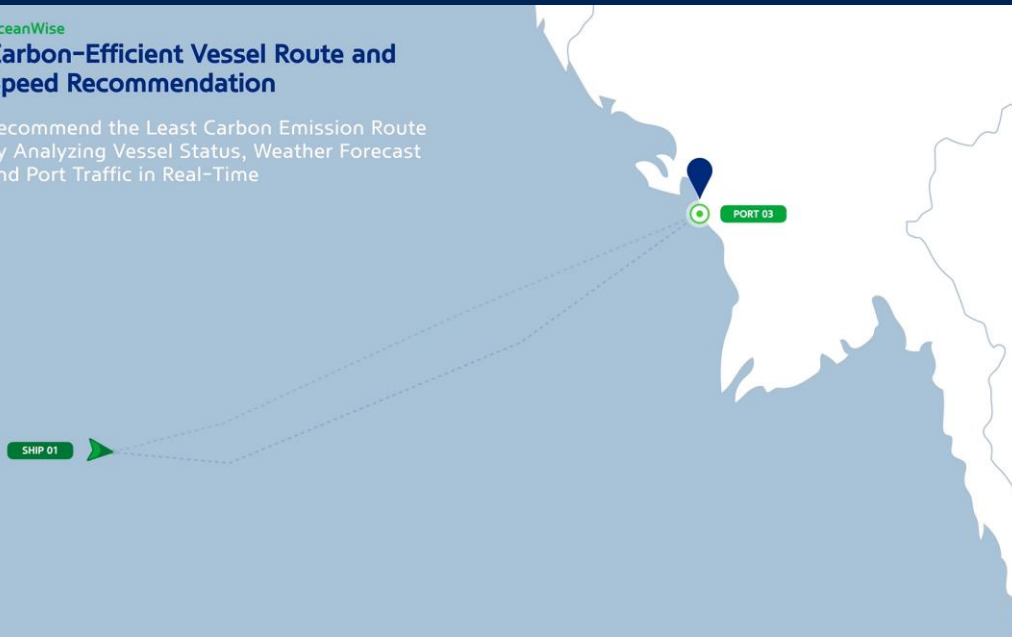 ceanWise
arbon-Efficient Vessel Route and
peed Recommendation
ecommend the Least Carbon Emission Route
y Analyzing Vessel Status, Weather Forecast
nd Port Traffic in Real-Time
PORT 03
SHIP 01